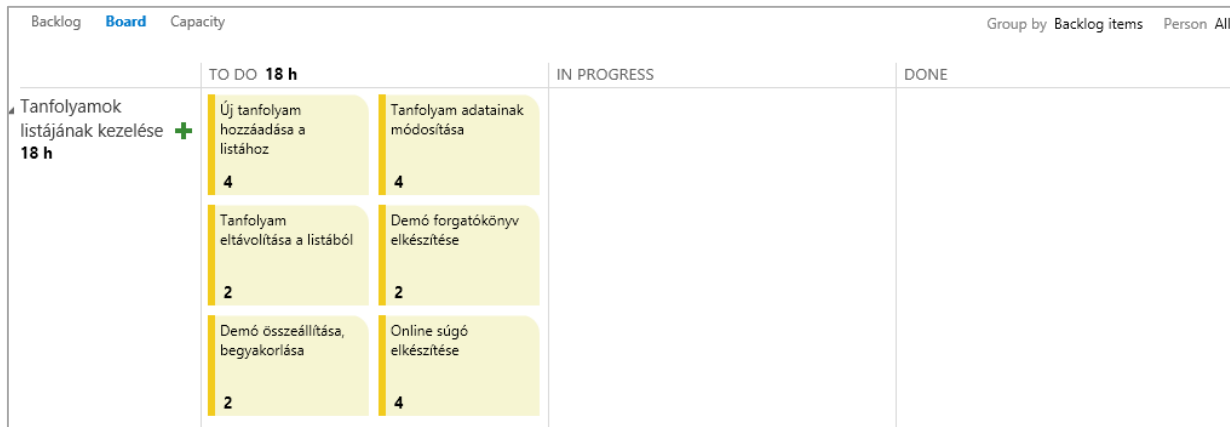 Backlog Board Capacity
Group by Backlog items Person All
TO DO 18 h
IN PROGRESS
DONE
Tanfolyamok
listájának kezelése
18 h
Új tanfolyam
hozzáadása a
listához
4
Tanfolyam adatainak
módosítása
4
Tanfolyam
eltávolítása a listából
2
Demó forgatókönyv
elkészítése
2
Demó összeállítása,
begyakorlása
2
Online súgó
elkészítése
4